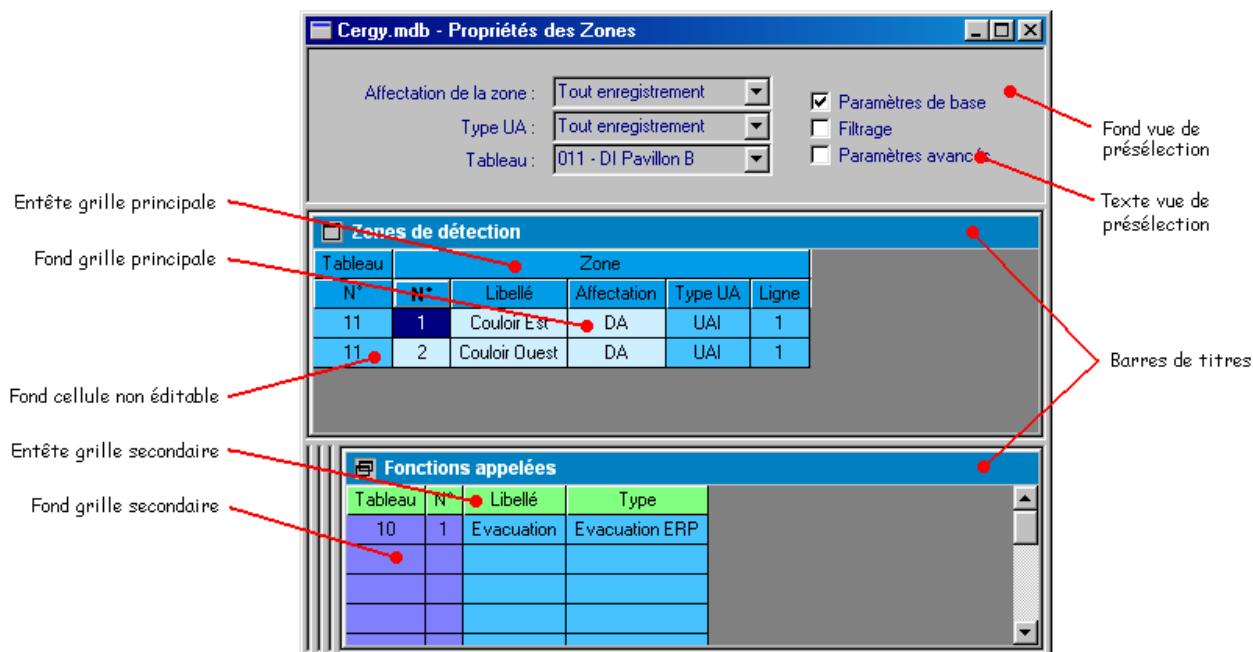 Cergy.mdb - Propriétés des Zones
Affectation de la zone : Tout enregistrement
Type UA : Tout enregistrement
Tableau : 011 - DI Pavillon B
Paramètres de base
Filtrage
Paramètres avancés
Fond vue de
présélection
Texte vue de
présélection
Entête grille principale
Fond grille principale
Fond cellule non éditable
Entête grille secondaire
Fond grille secondaire
Barres de titres
Zones de détection
Tableau Zone
N° N° Libellé Affectation Type UA Ligne
11 1 Couloir Est DA UAI 1
11 2 Couloir Ouest DA UAI 1
Fonctions appelées
Tableau N° Libellé Type
10 1 Evacuation Evacuation ERP